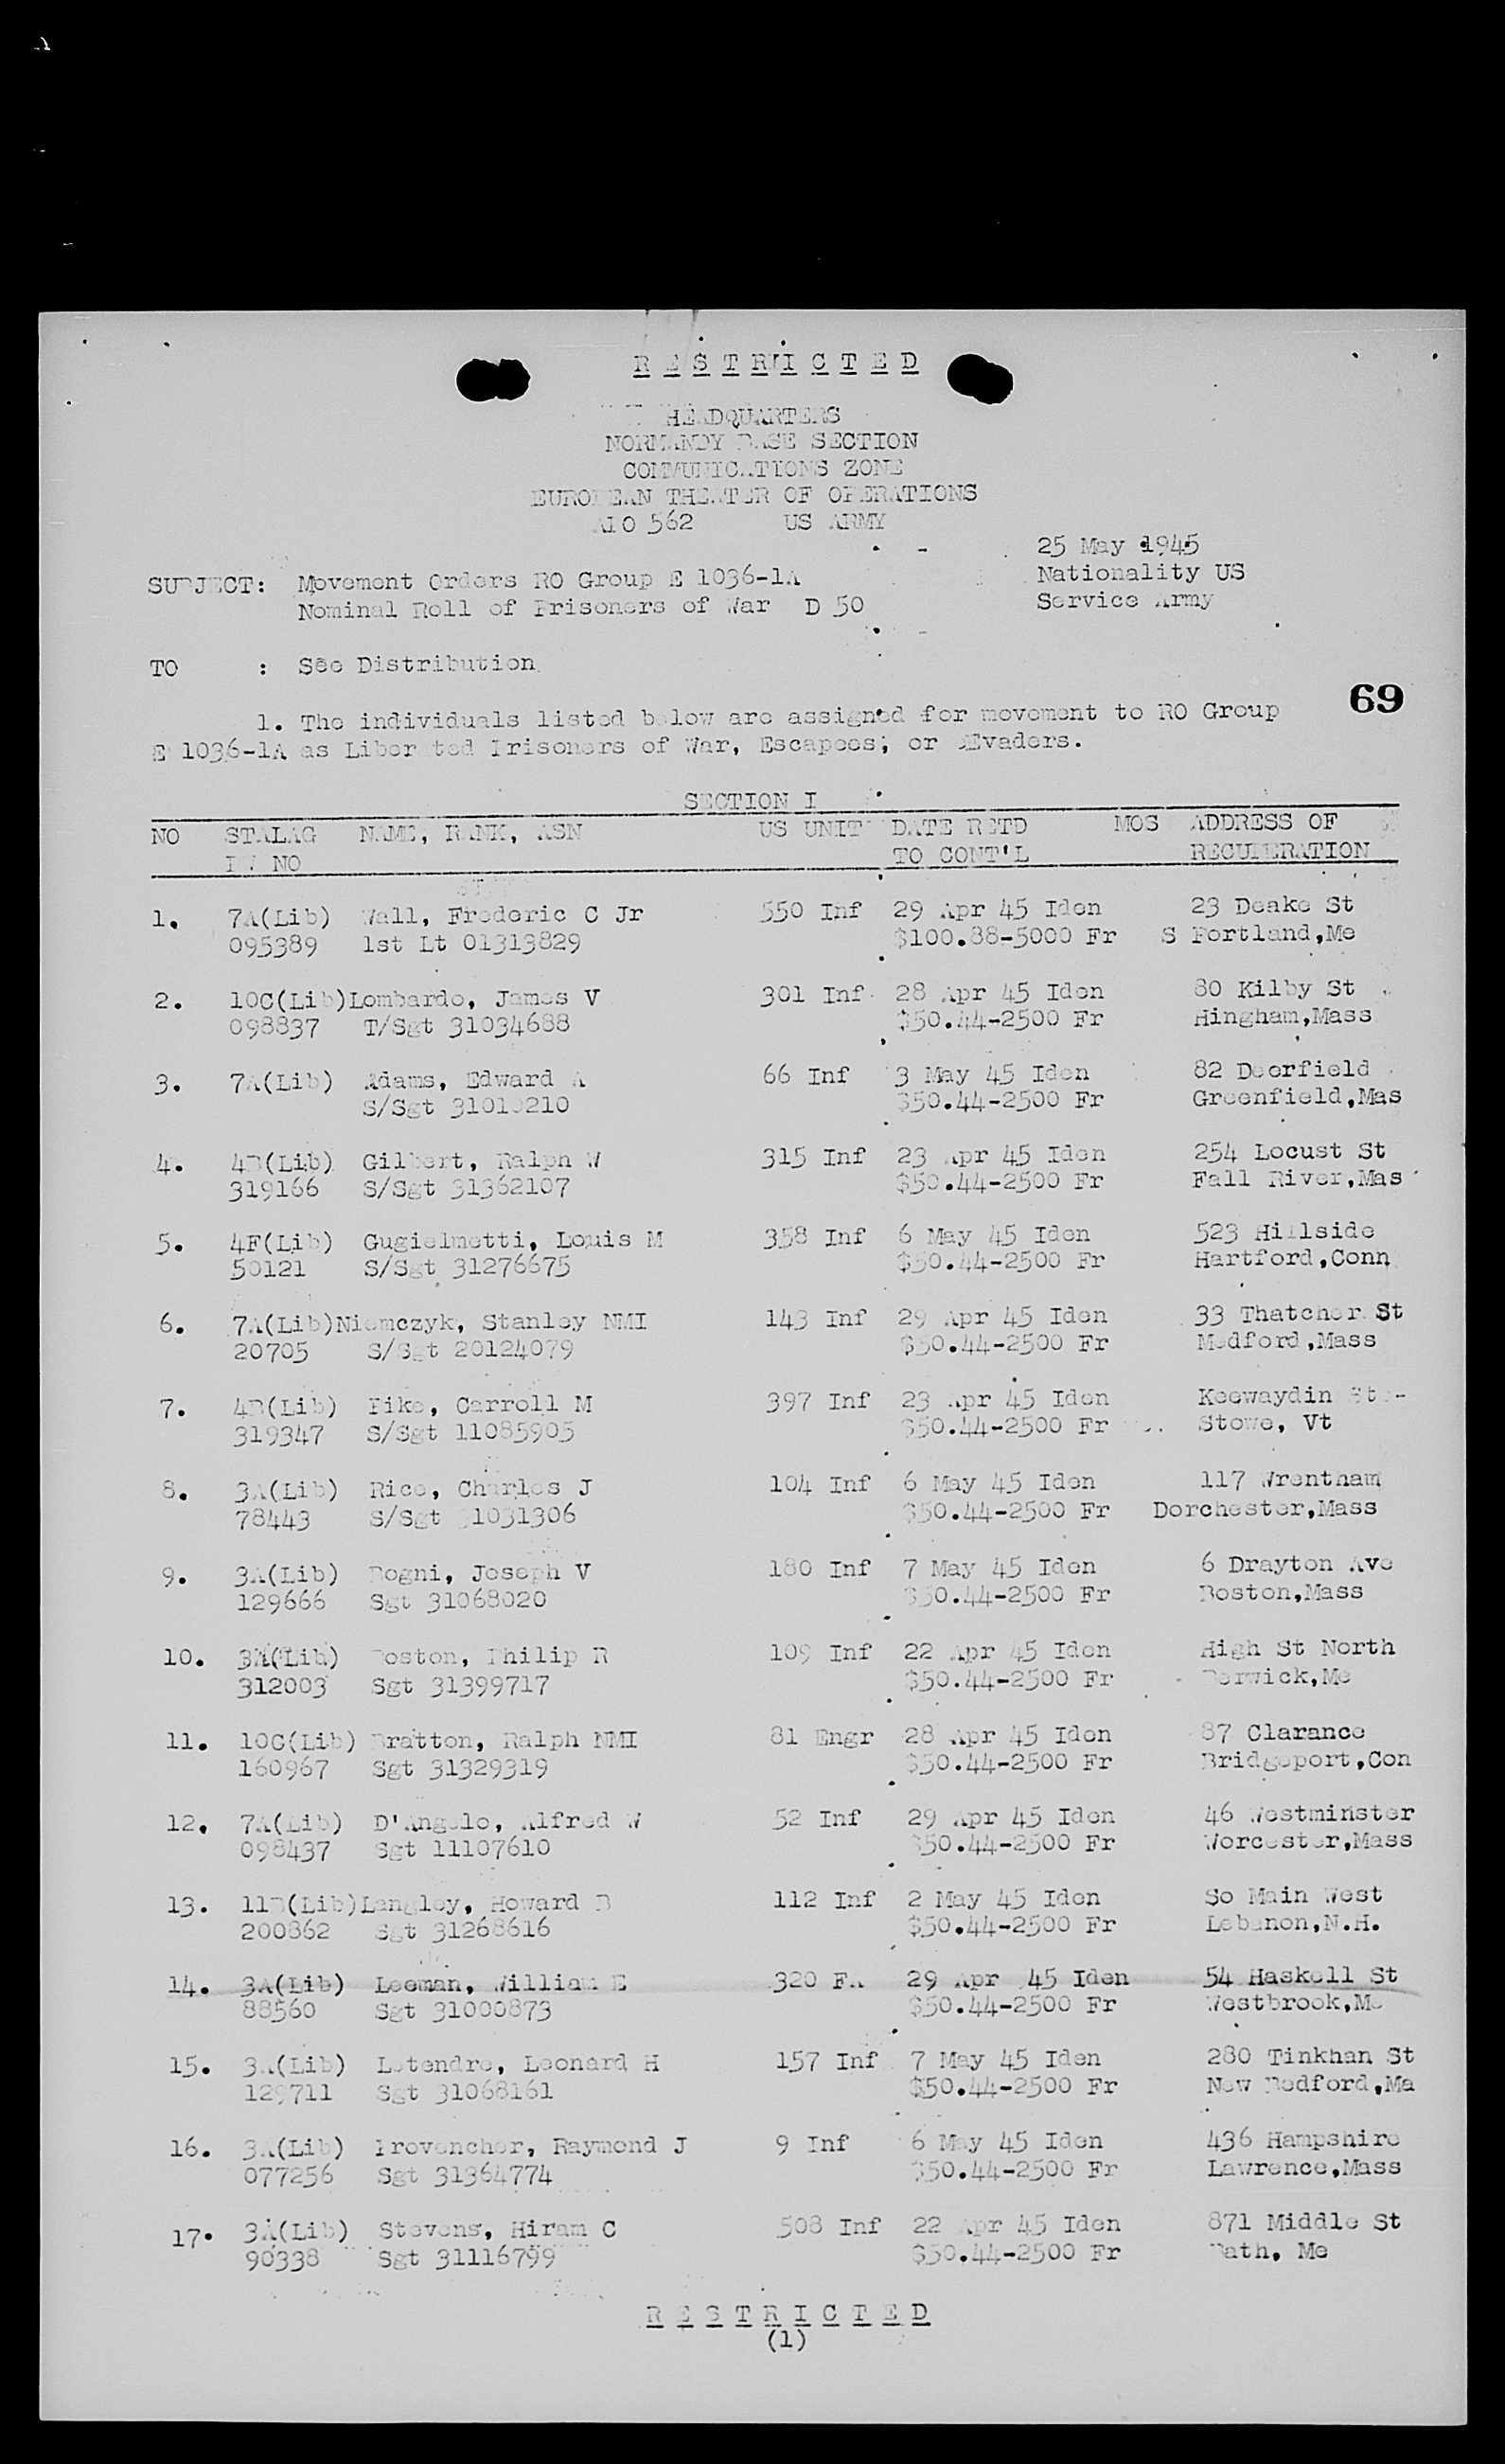 R E S T R I C T E D
HEADQUARTERS
NORMANDY BASE SECTION
COMMUNICATIONS ZONE
EUROPEAN THEATER OF OPERATIONS
APO 562 US ARMY
25 May 1945
SUBJECT: Movement Orders RO Group E 1036-1A Nationality US
Nominal Roll of Prisoners of War D 50 Service Army
TO : See Distribution
69
1. The individuals listed below are assigned for movement to RO Group
E 1036-1A as Liberated Prisoners of War, Escapees, or Evaders.
SECTION I
NO STALAG NAME, RANK, ASN US UNIT DATE RETD MOS ADDRESS OF
PW NO TO CONT'L RECUPERATION
1. 7A(Lib) Wall, Frederic C Jr 550 Inf 29 Apr 45 Iden 23 Deake St
095389 1st Lt 01313829 $100.88-5000 Fr S Portland,Me
2. 10C(Lib)Lombardo, James V 301 Inf 28 Apr 45 Iden 80 Kilby St
098837 T/Sgt 31034688 $50.44-2500 Fr Hingham,Mass
3. 7A(Lib) Adams, Edward A 66 Inf 3 May 45 Iden 82 Deerfield
S/Sgt $50.44-2500 Fr Greenfield,Mas
4. 4B(Lib) Gilbert, Ralph W 315 Inf 23 Apr 45 Iden 254 Locust St
319166 S/Sgt 31362107 $50.44-2500 Fr Fall River,Mas
5. 4F(Lib) Gugielmetti, Louis M 358 Inf 6 May 45 Iden 523 Hillside
50121 S/Sgt 31276675 $50.44-2500 Fr Hartford,Conn
6. 7A(Lib)Niemczyk, Stanley NMI 143 Inf 29 Apr 45 Iden 33 Thatcher St
20705 S/Sgt 20124079 $50.44-2500 Fr Medford,Mass
7. 4B(Lib) Pike, Carroll M 397 Inf 23 Apr 45 Iden Keewaydin
319347 S/Sgt 11085905 $50.44-2500 Fr Stowe, Vt
8. 3A(Lib) Rice, Charles J 104 Inf 6 May 45 Iden 117 Wrentham
78443 S/Sgt 31031306 $50.44-2500 Fr Dorchester,Mass
9. 3A(Lib) Bogni, Joseph V 180 Inf 7 May 45 Iden 6 Drayton Ave
129666 Sgt 31068020 $50.44-2500 Fr Boston,Mass
10. 3A(Lib) Boston, Philip R 109 Inf 22 Apr 45 Iden High St North
312003 Sgt 31399717 $50.44-2500 Fr Berwick,Me
11. 10C(Lib) Bratton, Ralph NMI 81 Engr 28 Apr 45 Iden 87 Clarance
160967 Sgt 31329319 $50.44-2500 Fr Bridgeport,Con
12. 7A(Lib) D'Angelo, Alfred W 52 Inf 29 Apr 45 Iden 46 Westminster
098437 Sgt 11107610 $50.44-2500 Fr Worcester,Mass
13. 11B(Lib)Langley, Howard B 112 Inf 2 May 45 Iden So Main West
200862 Sgt 31268616 $50.44-2500 Fr Lebanon,N.H.
14. 3A(Lib) Leeman, William E 320 FA 29 Apr 45 Iden 54 Haskell St
88560 Sgt 31000873 $50.44-2500 Fr Westbrook,Me
15. 3A(Lib) Letendre, Leonard H 157 Inf 7 May 45 Iden 280 Tinkhan St
129711 Sgt 31068161 $50.44-2500 Fr New Bedford,Ma
16. 3A(Lib) Provencher, Raymond J 9 Inf 6 May 45 Iden 436 Hampshire
077256 Sgt 31364774 $50.44-2500 Fr Lawrence,Mass
17. 3A(Lib) Stevens, Hiram C 508 Inf 22 Apr 45 Iden 871 Middle St
90338 Sgt 31116799 $50.44-2500 Fr Bath, Me
R E S T R I C T E D
(1)